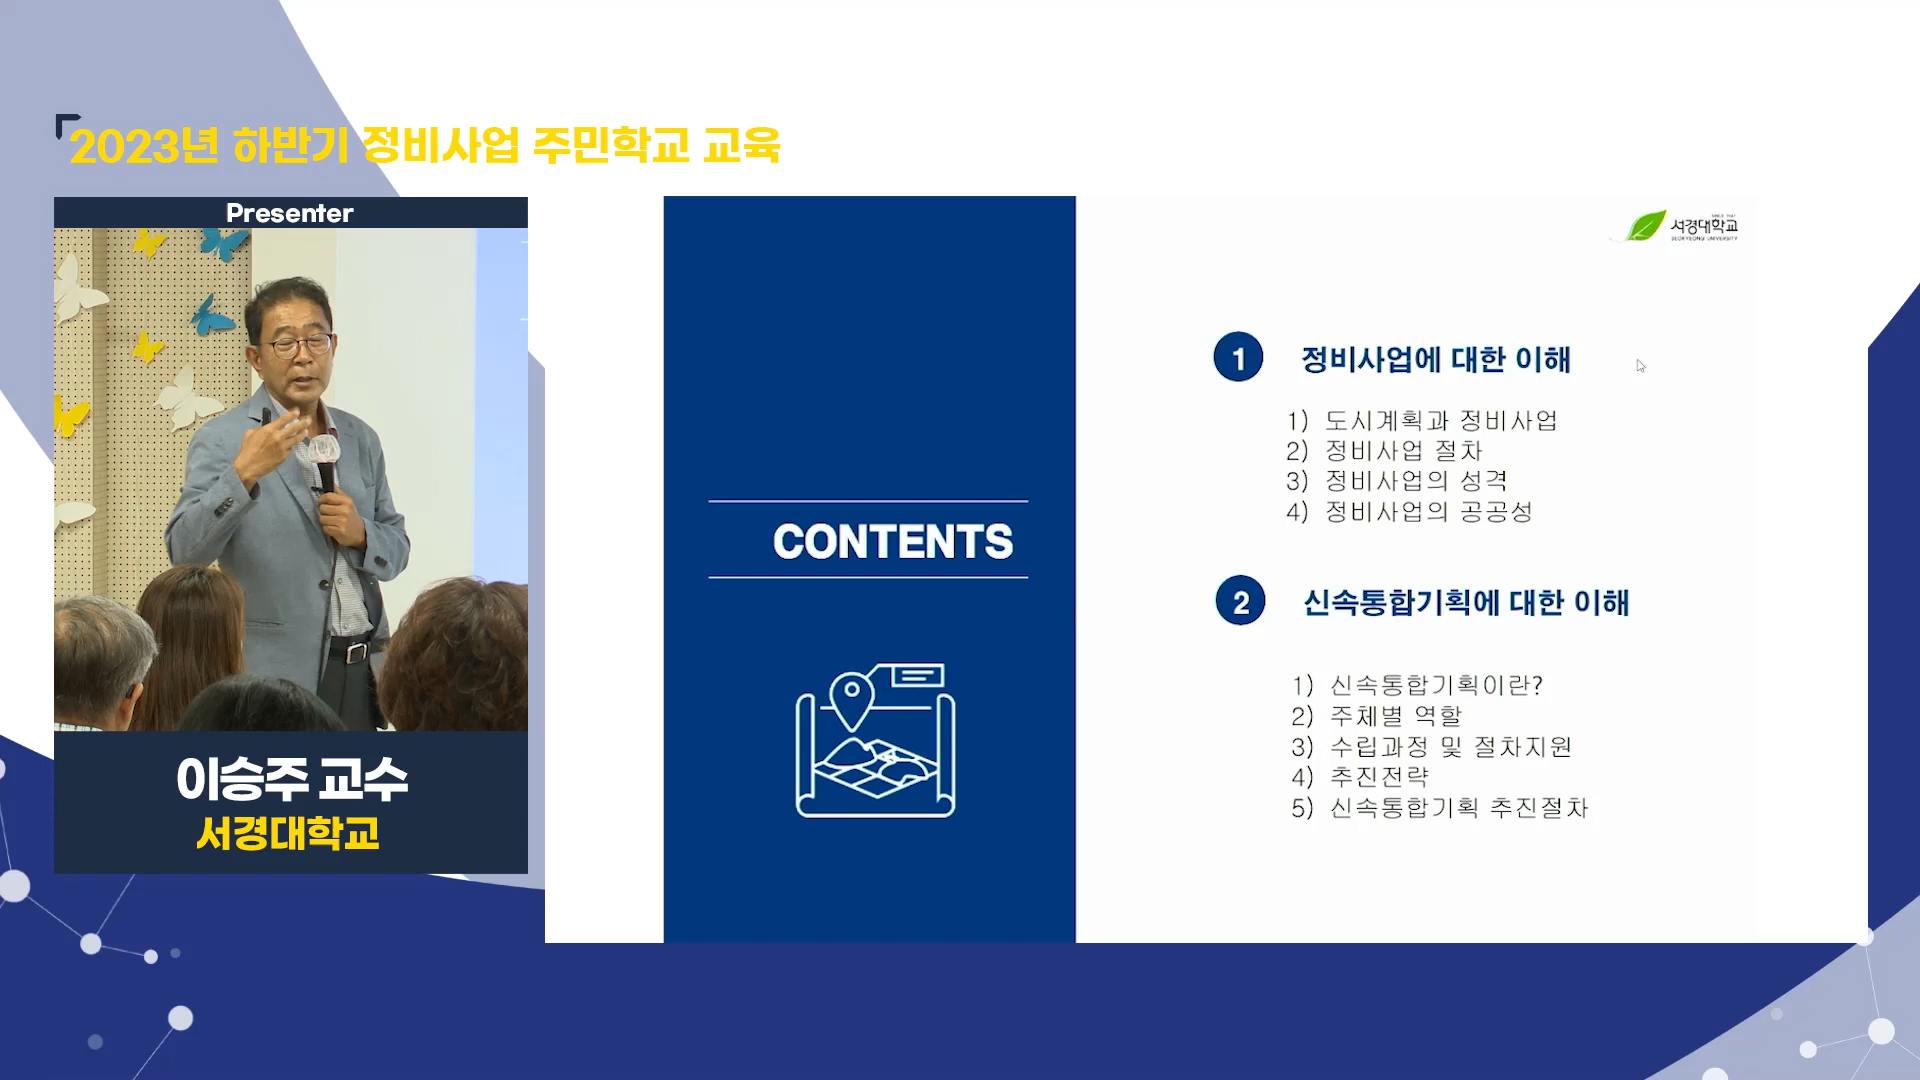 2023년 하반기 정비사업 주민학교 교육
Presenter
이승주 교수
서경대학교
CONTENTS
서경대학교
SEOKYEONG UNIVERSITY
1 정비사업에 대한 이해
1) 도시계획과 정비사업
2) 정비사업 절차
3) 정비사업의 성격
4) 정비사업의 공공성
2 신속통합기획에 대한 이해
1) 신속통합기획이란?
2) 주체별 역할
3) 수립과정 및 절차지원
4) 추진전략
5) 신속통합기획 추진절차